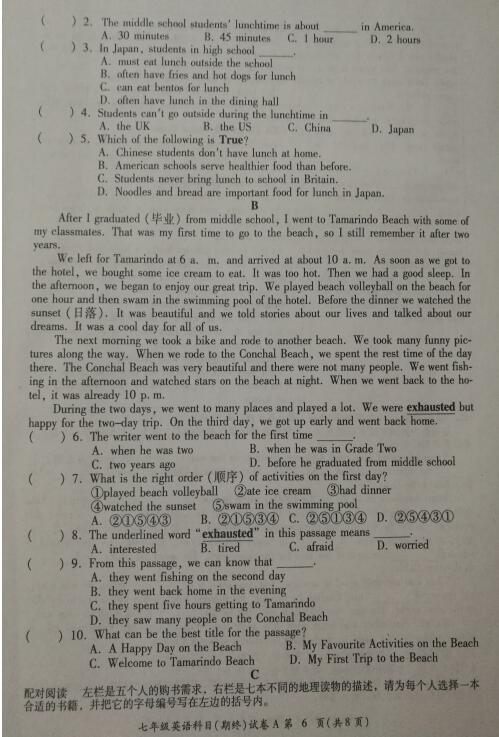 (    ) 2. The middle school students' lunchtime is about ______ in America.
A. 30 minutes B. 45 minutes C. 1 hour D. 2 hours
(    ) 3. In Japan, students in high school ______.
A. must eat lunch outside the school
B. often have fries and hot dogs for lunch
C. can eat bentos for lunch
D. often have lunch in the dining hall
(    ) 4. Students can't go outside during the lunchtime in ______.
A. the UK B. the US C. China D. Japan
(    ) 5. Which of the following is True?
A. Chinese students don't have lunch at home.
B. American schools serve healthier food than before.
C. Students never bring lunch to school in Britain.
D. Noodles and bread are important food for lunch in Japan.
B
After I graduated (毕业) from middle school, I went to Tamarindo Beach with some of
my classmates. That was my first time to go to the beach, so I still remember it after two
years.
We left for Tamarindo at 6 a. m. and arrived at about 10 a. m. As soon as we got to
the hotel, we bought some ice cream to eat. It was too hot. Then we had a good sleep. In
the afternoon, we began to enjoy our great trip. We played beach volleyball on the beach for
one hour and then swam in the swimming pool of the hotel. Before the dinner we watched the
sunset (日落). It was beautiful and we told stories about our lives and talked about our
dreams. It was a cool day for all of us.
The next morning we took a bike and rode to another beach. We took many funny pic-
tures along the way. When we rode to the Conchal Beach, we spent the rest time of the day
there. The Conchal Beach was very beautiful and there were not many people. We went fish-
ing in the afternoon and watched stars on the beach at night. When we went back to the ho-
tel, it was already 10 p. m.
During the two days, we went to many places and played a lot. We were exhausted but
happy for the two-day trip. On the third day, we got up early and went back home.
(    ) 6. The writer went to the beach for the first time ______.
A. when he was two B. when he was in Grade Two
C. two years ago D. before he graduated from middle school
(    ) 7. What is the right order (顺序) of activities on the first day?
①played beach volleyball ②ate ice cream ③had dinner
④watched the sunset ⑤swam in the swimming pool
A. ②①⑤④③ B. ②①⑤③④ C. ②⑤①③④ D. ②⑤④③①
(    ) 8. The underlined word "exhausted" in this passage means ______.
A. interested B. tired C. afraid D. worried
(    ) 9. From this passage, we can know that ______.
A. they went fishing on the second day
B. they went back home in the evening
C. they spent five hours getting to Tamarindo
D. they saw many people on the Conchal Beach
(    ) 10. What can be the best title for the passage?
A. A Happy Day on the Beach B. My Favourite Activities on the Beach
C. Welcome to Tamarindo Beach D. My First Trip to the Beach
C
配对阅读 左栏是五个人的购书需求，右栏是七本不同的地理读物的描述，请为每个人选择一本
合适的书籍，并把它的字母编号写在左边的括号内。
七年级英语科目(期终)试卷A第 6 页(共8页)